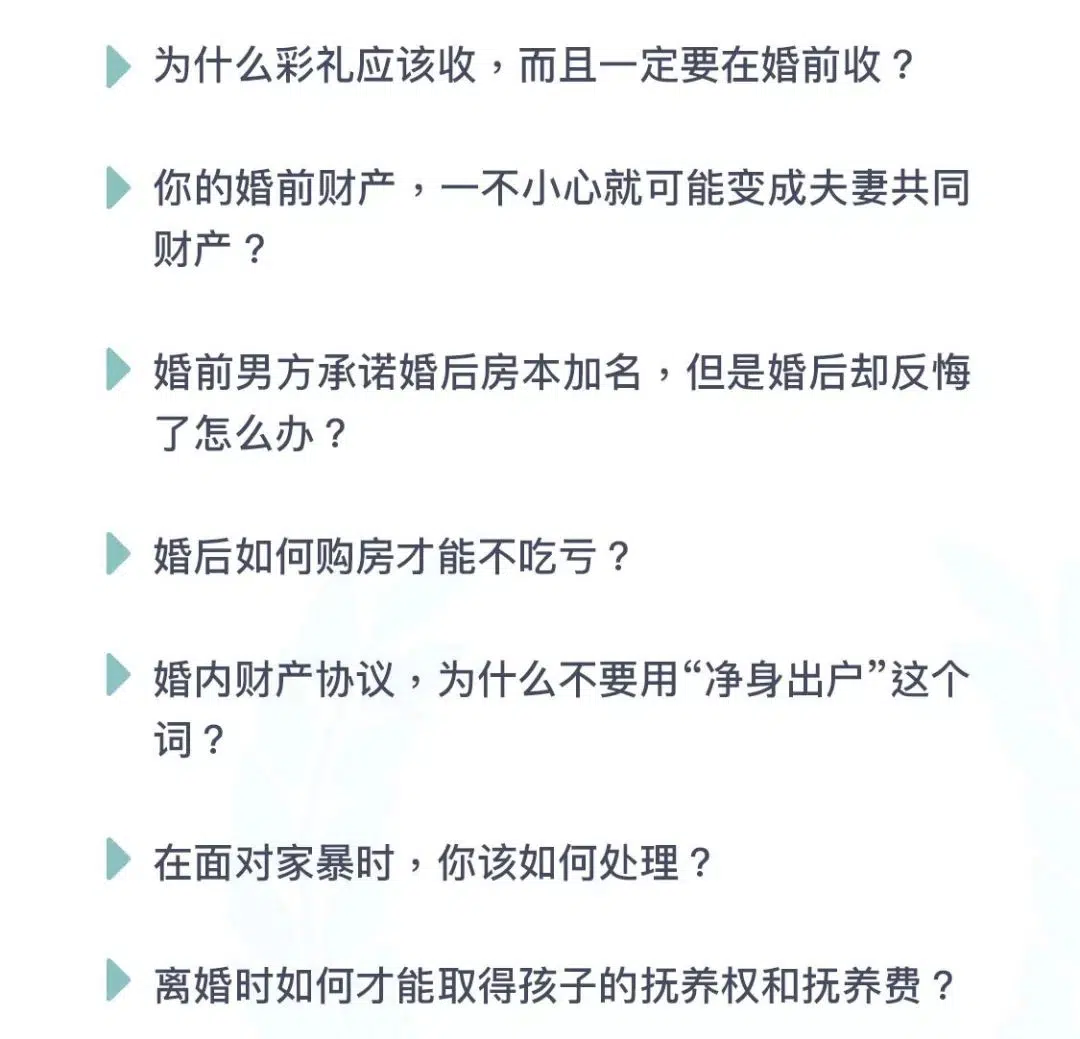 为什么彩礼应该收，而且一定要在婚前收？
你的婚前财产，一不小心就可能变成夫妻共同
财产？
婚前男方承诺婚后房本加名，但是婚后却反悔
了怎么办？
婚后如何购房才能不吃亏？
婚内财产协议，为什么不要用“净身出户”这个
词？
在面对家暴时，你该如何处理？
离婚时如何才能取得孩子的抚养权和抚养费？